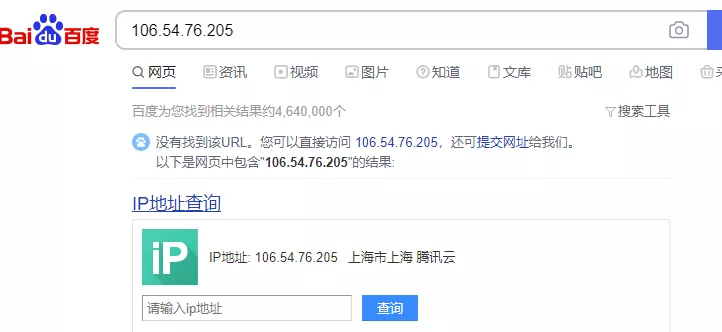 Bai du 百度
106.54.76.205
网页 资讯 视频 图片 知道 文库 贴吧 地图
百度为您找到相关结果约4,640,000个 搜索工具
没有找到该URL。您可以直接访问 106.54.76.205，还可提交网址给我们。
以下是网页中包含"106.54.76.205"的结果:
IP地址查询
iP IP地址: 106.54.76.205 上海市上海 腾讯云
请输入ip地址 查询